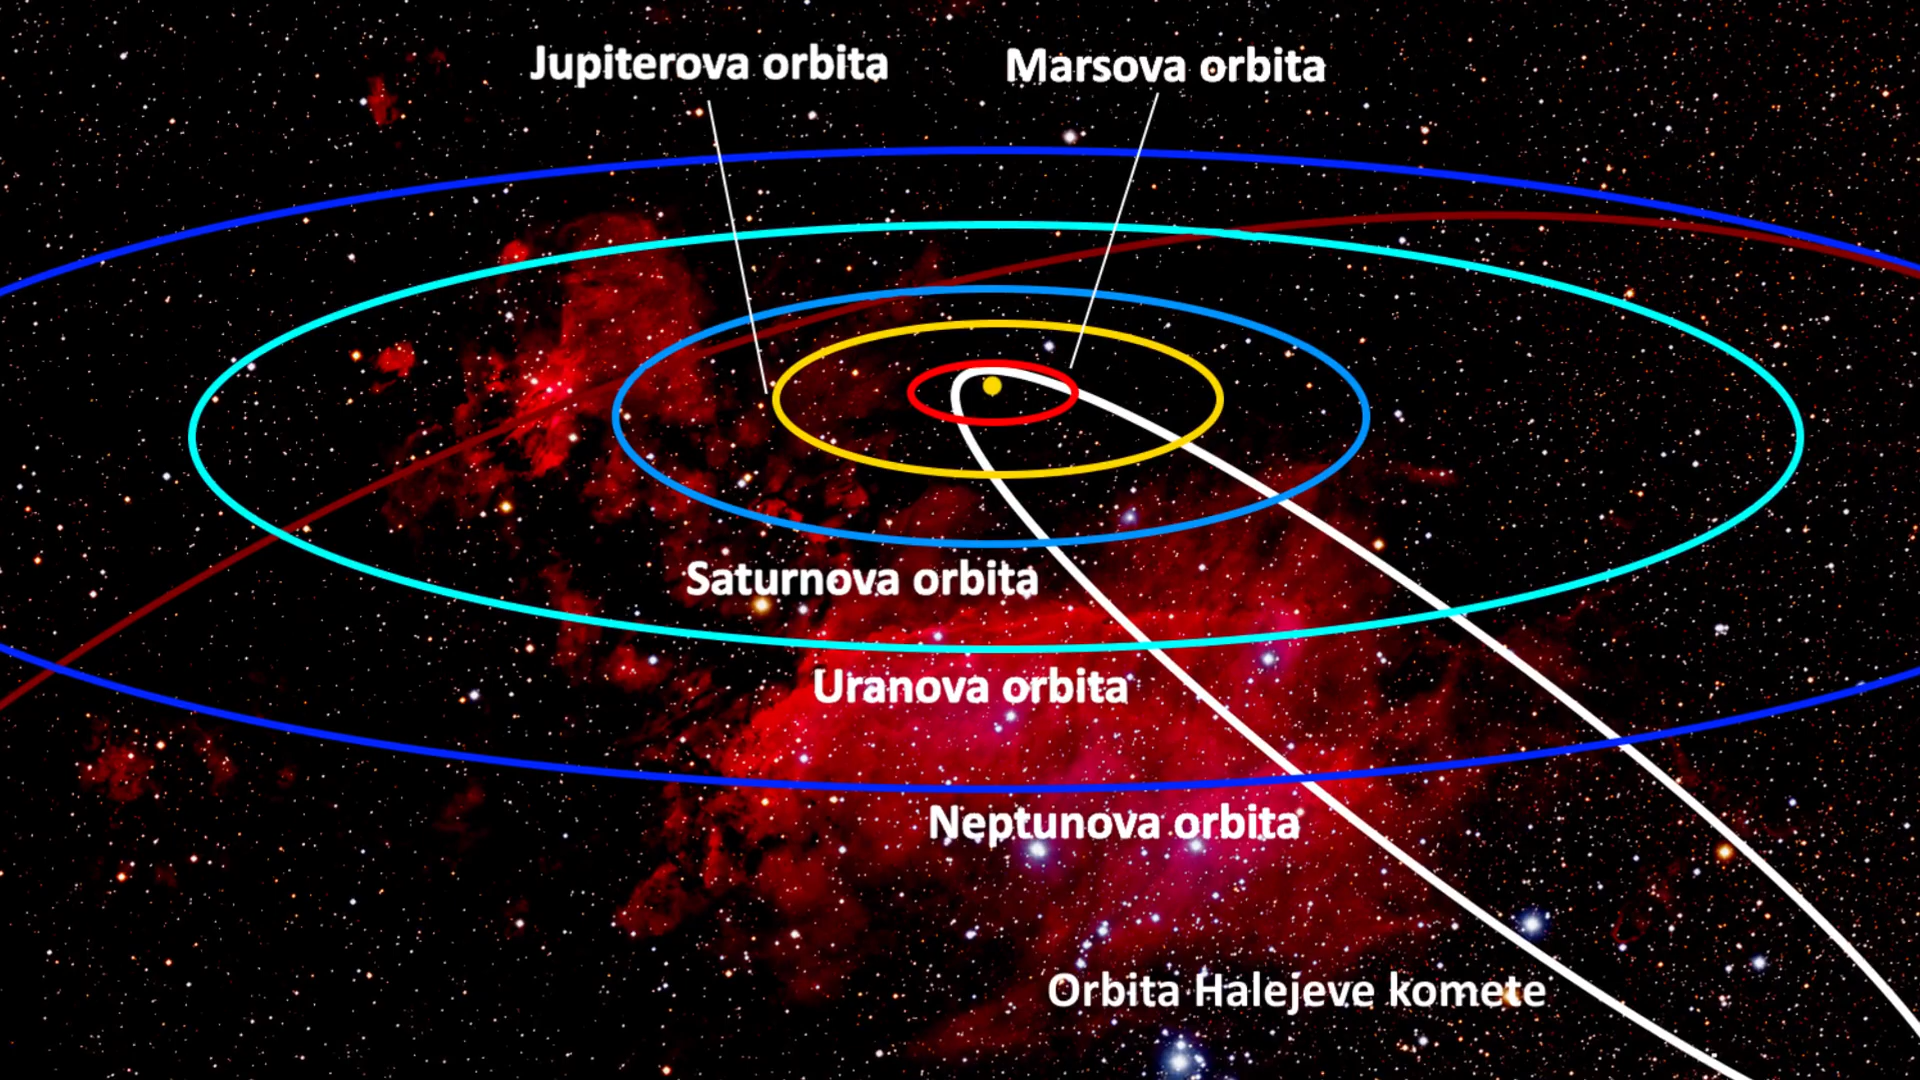 Jupiterova orbita
Marsova orbita
Saturnova orbita
Uranova orbita
Neptunova orbita
Orbita Halejeve komete